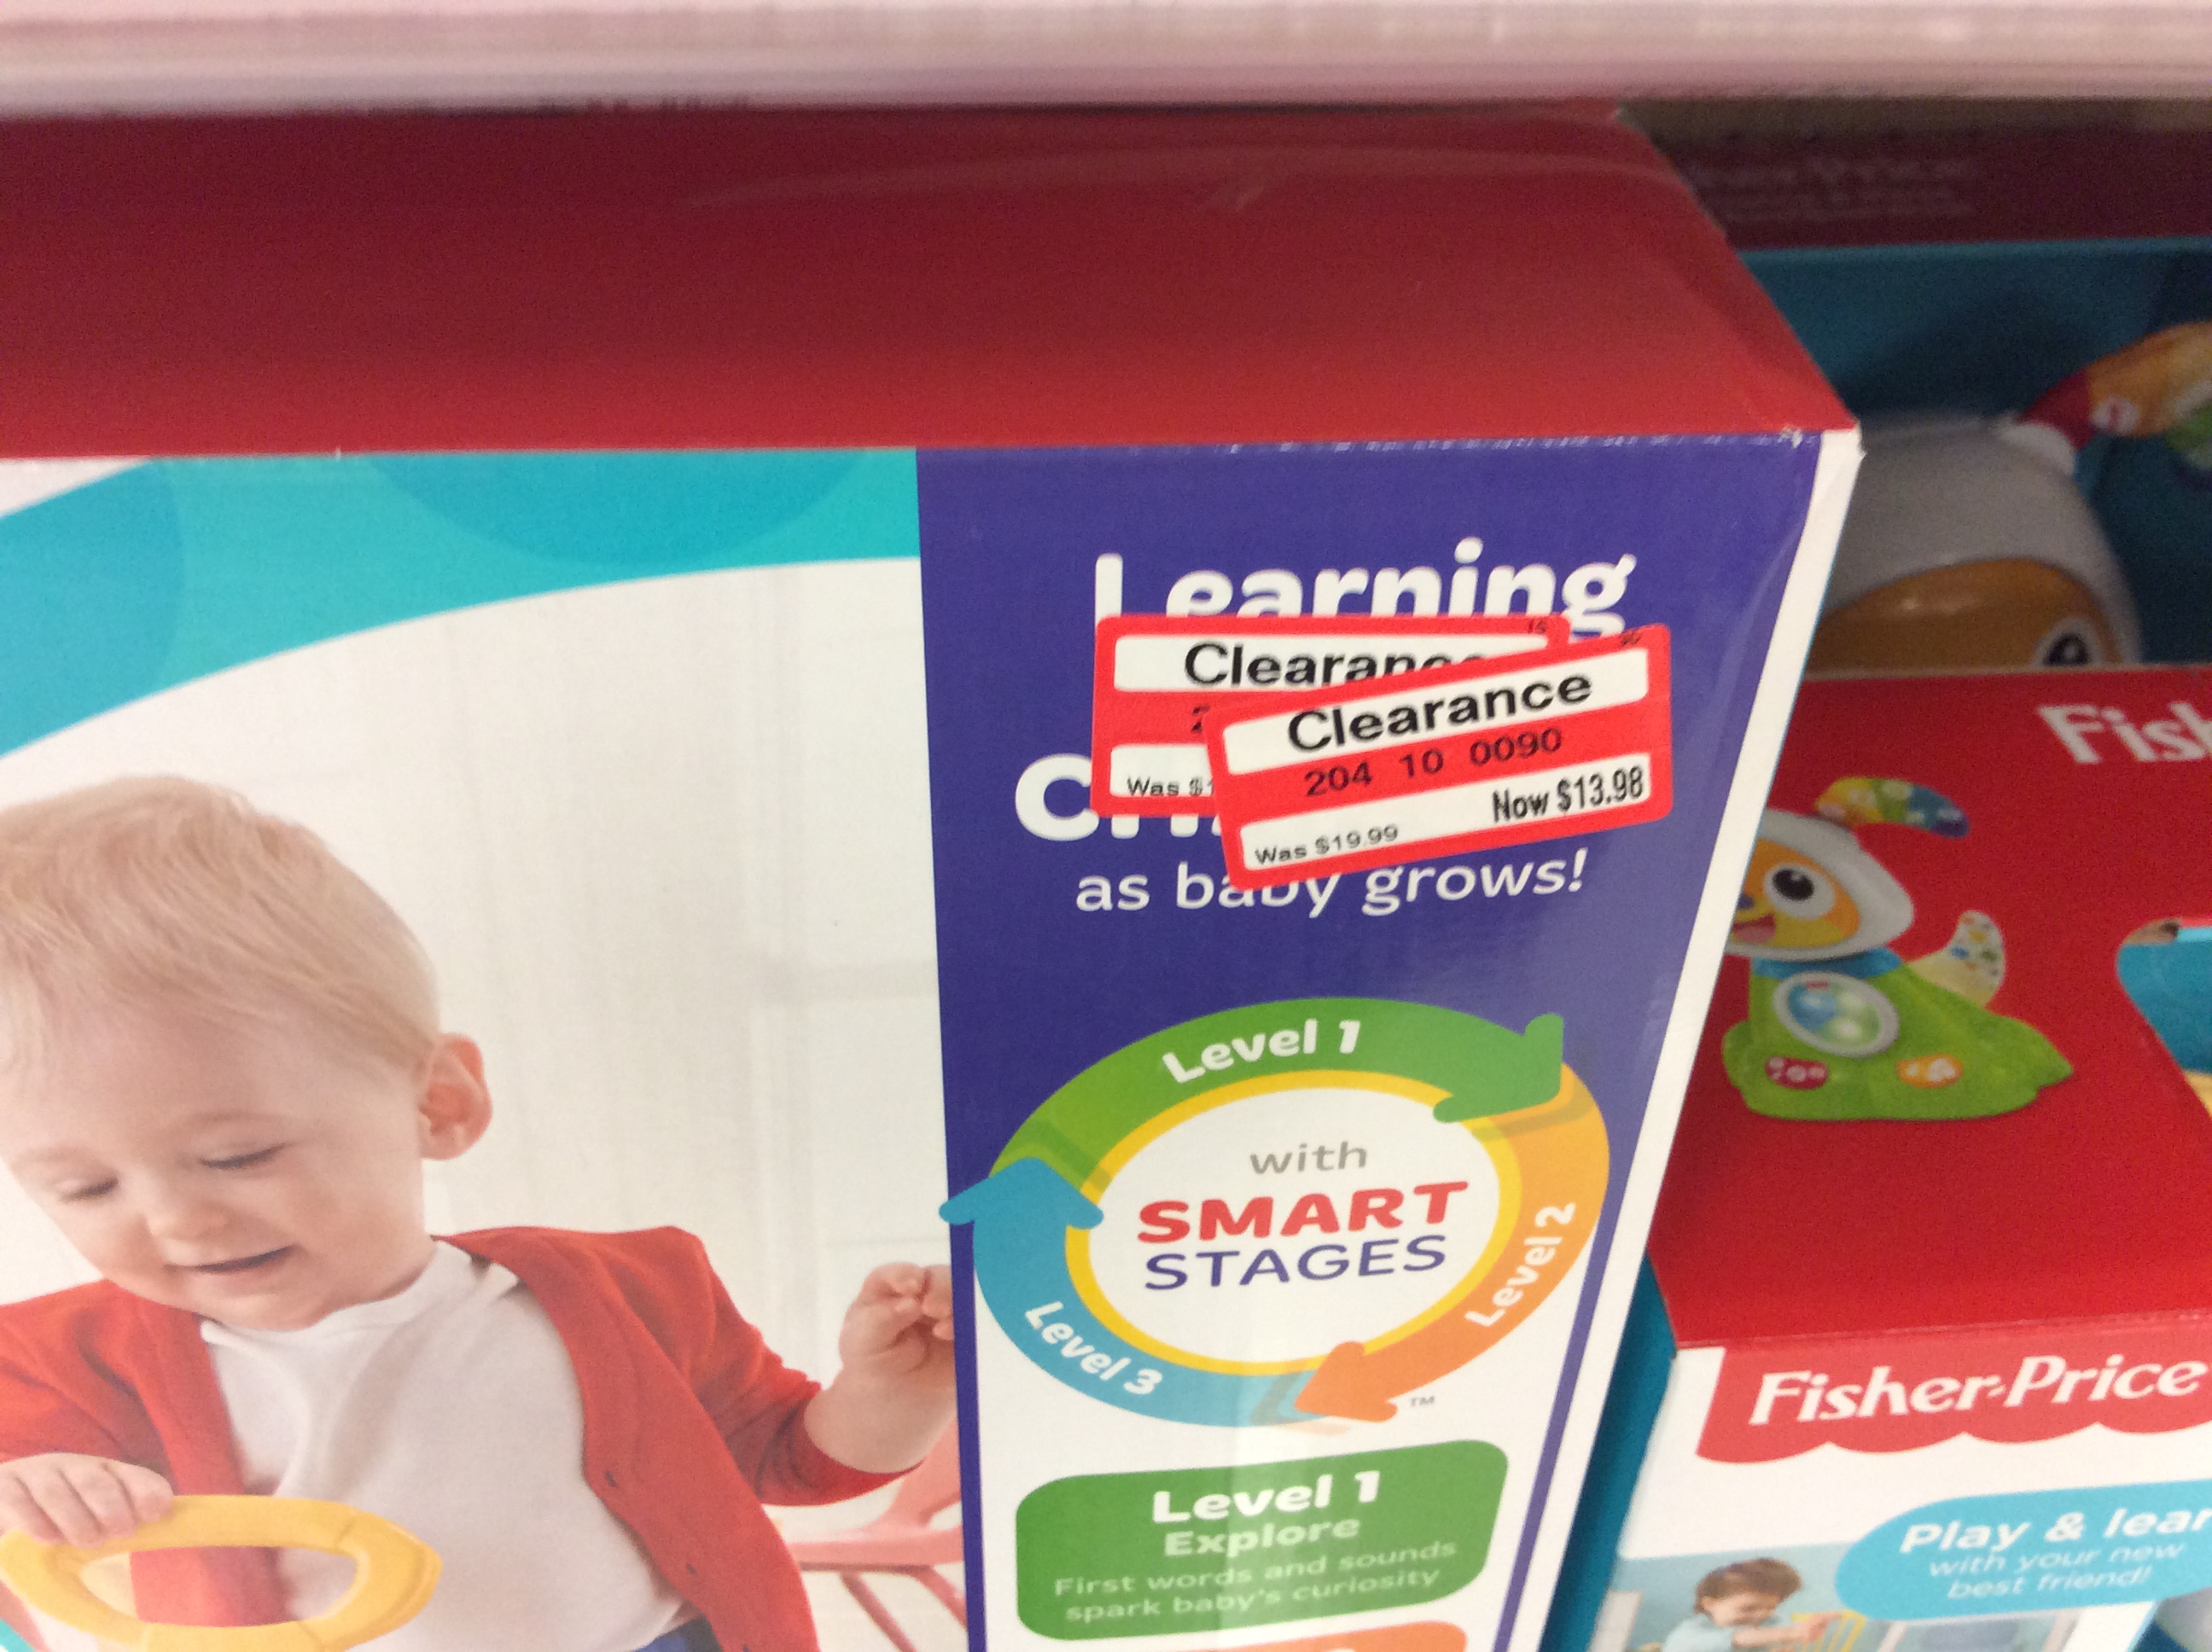 Learning
Clearance
204 10 0090
Was $19.99 Now $13.98
Was
as baby grows!
Level 1
Level 2
Level 3
with
SMART
STAGES
TM
Level 1
Explore
First words and sounds
spark baby's curiosity
Fisher-Price
Play &
with your new
best friend!